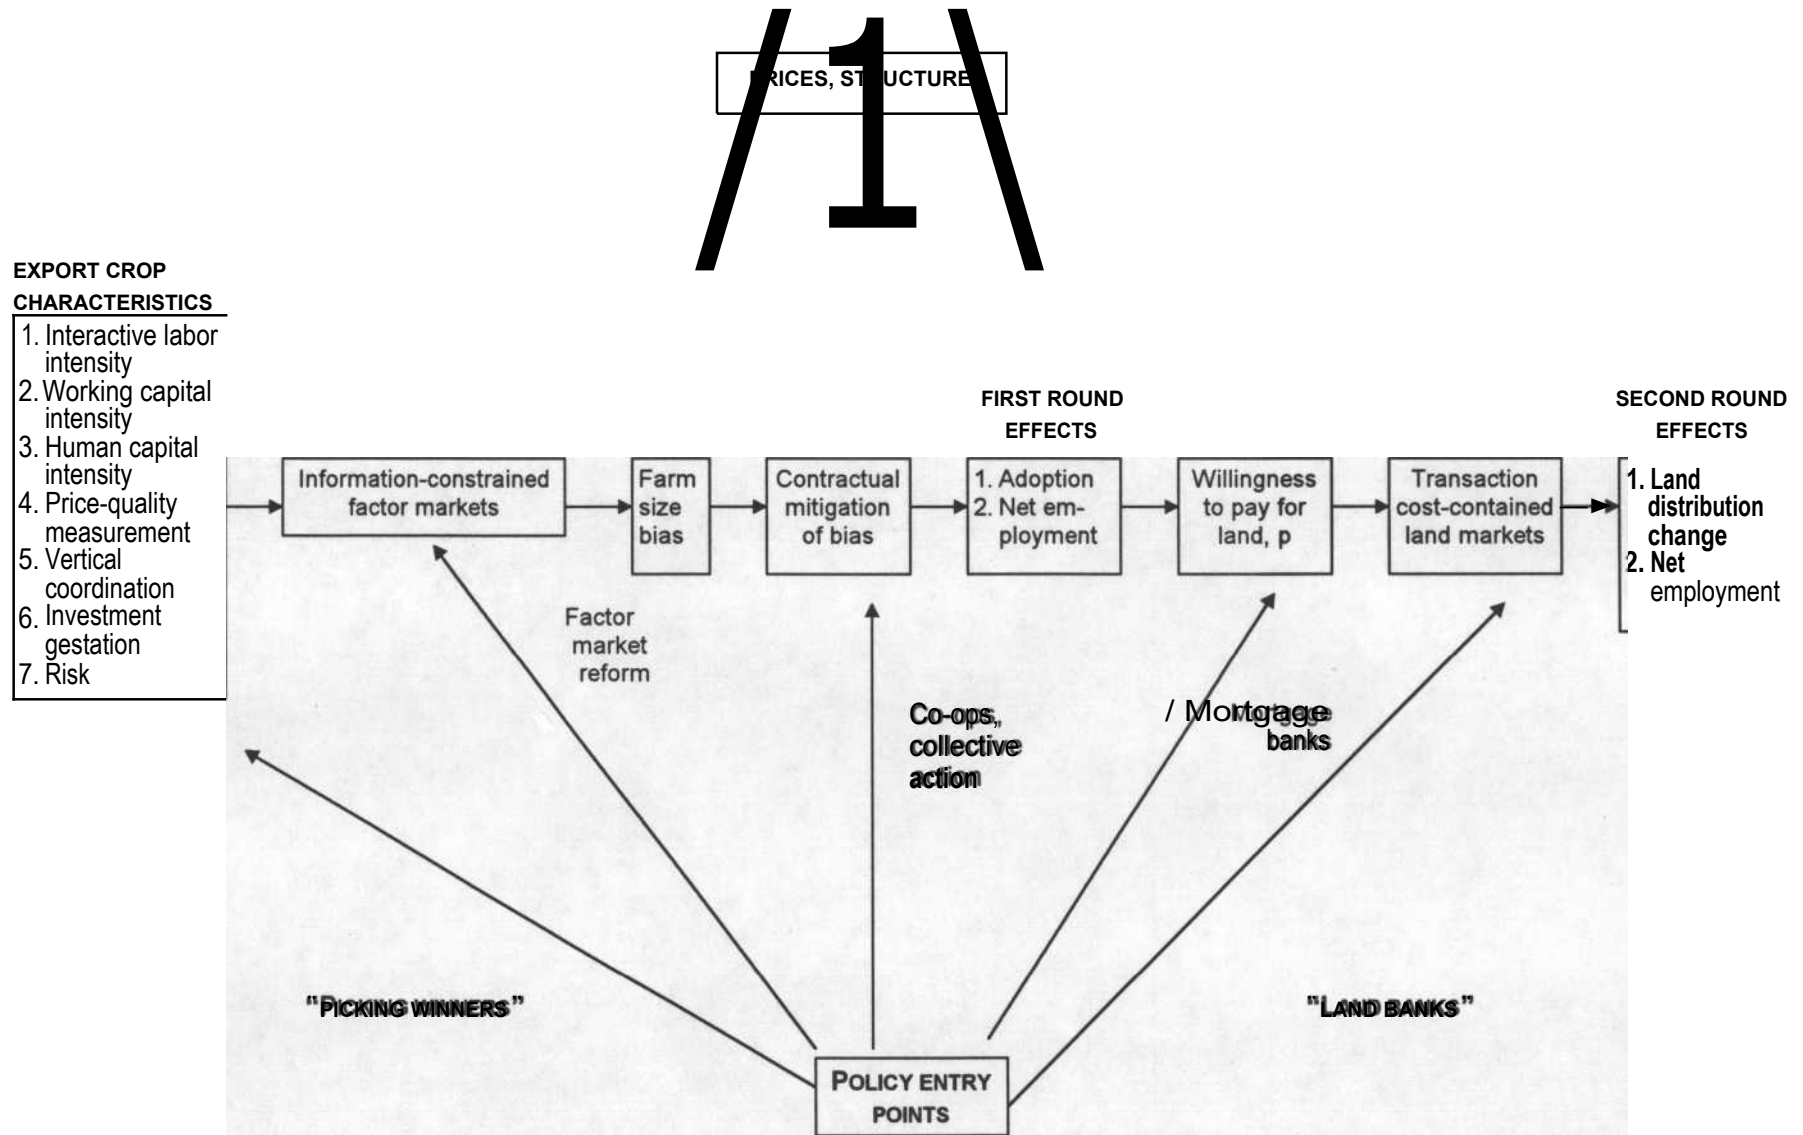 PRICES, STRUCTURE
EXPORT CROP
CHARACTERISTICS
1. Interactive labor
intensity
2. Working capital
intensity
3. Human capital
intensity
4. Price-quality
measurement
5. Vertical
coordination
6. Investment
gestation
7. Risk
FIRST ROUND
EFFECTS
SECOND ROUND
EFFECTS
Information-constrained
factor markets
Farm
size
bias
Contractual
mitigation
of bias
1. Adoption
2. Net em-
ployment
Willingness
to pay for
land, p
Transaction
cost-contained
land markets
1. Land
distribution
change
2. Net
employment
Factor
market
reform
Co-ops,
collective
action
/ Mortgage
banks
"PICKING WINNERS"
"LAND BANKS"
POLICY ENTRY
POINTS